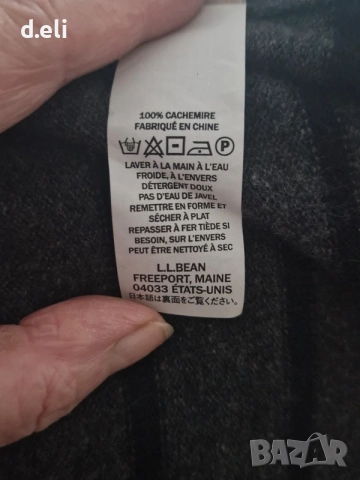 d.eli
100% CACHEMIRE
FABRIQUÉ EN CHINE
P
LAVER À LA MAIN À L'EAU
FROIDE, À L'ENVERS
DÉTERGENT DOUX
PAS D'EAU DE JAVEL
REMETTRE EN FORME ET
SÉCHER À PLAT
REPASSER À FER TIÈDE SI
BESOIN, SUR L'ENVERS
PEUT ÊTRE NETTOYÉ À SEC
L.L.BEAN
FREEPORT, MAINE
04033 ÉTATS-UNIS
日本語は裏面をご覧ください。
BAZAR